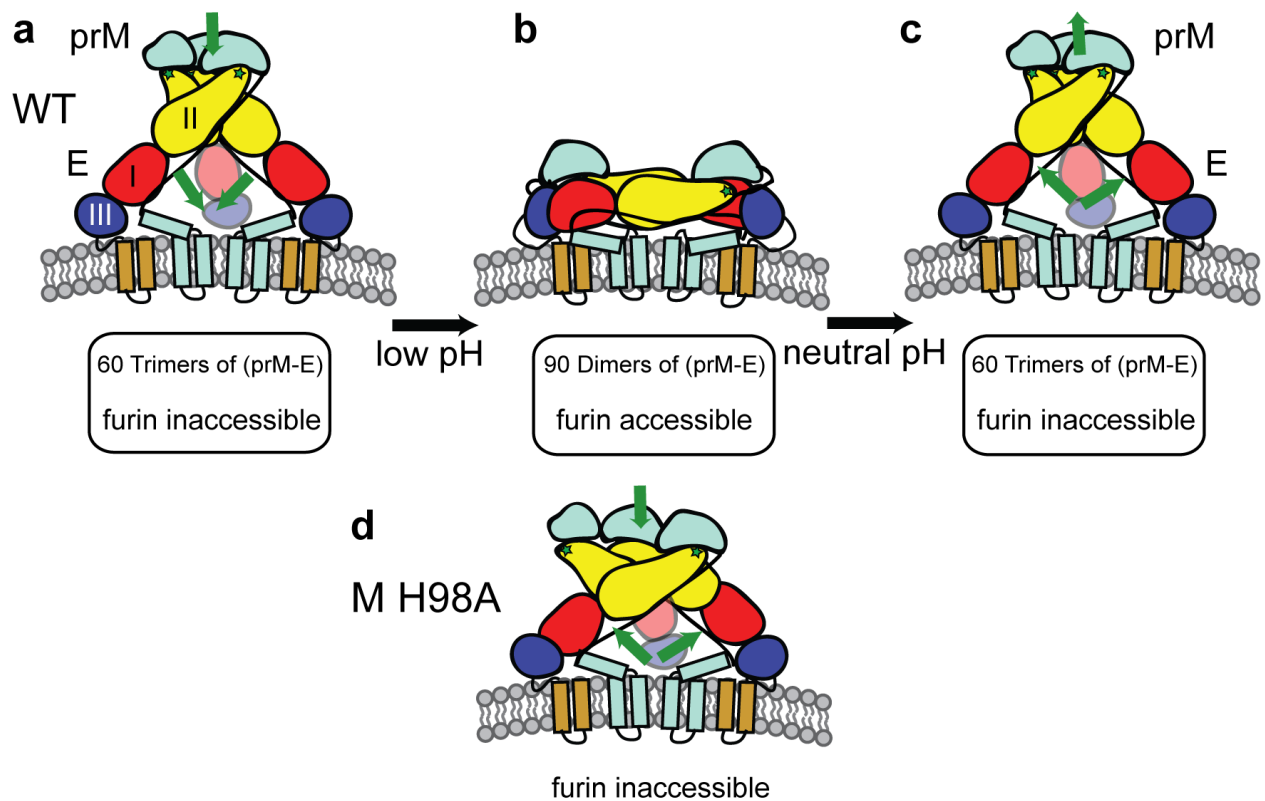 a
prM
WT
E
II
I
III
60 Trimers of (prM-E)
furin inaccessible
low pH
b
90 Dimers of (prM-E)
furin accessible
neutral pH
c
prM
E
60 Trimers of (prM-E)
furin inaccessible
d
M H98A
furin inaccessible